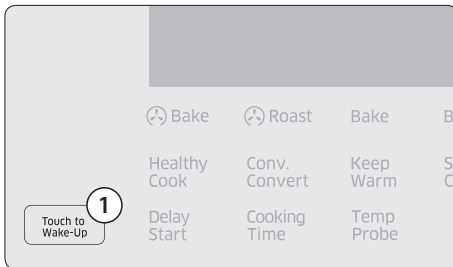 Bake Roast Bake B
Healthy Conv. Keep S
Cook Convert Warm C
1
Touch to Delay Cooking Temp
Wake-Up Start Time Probe